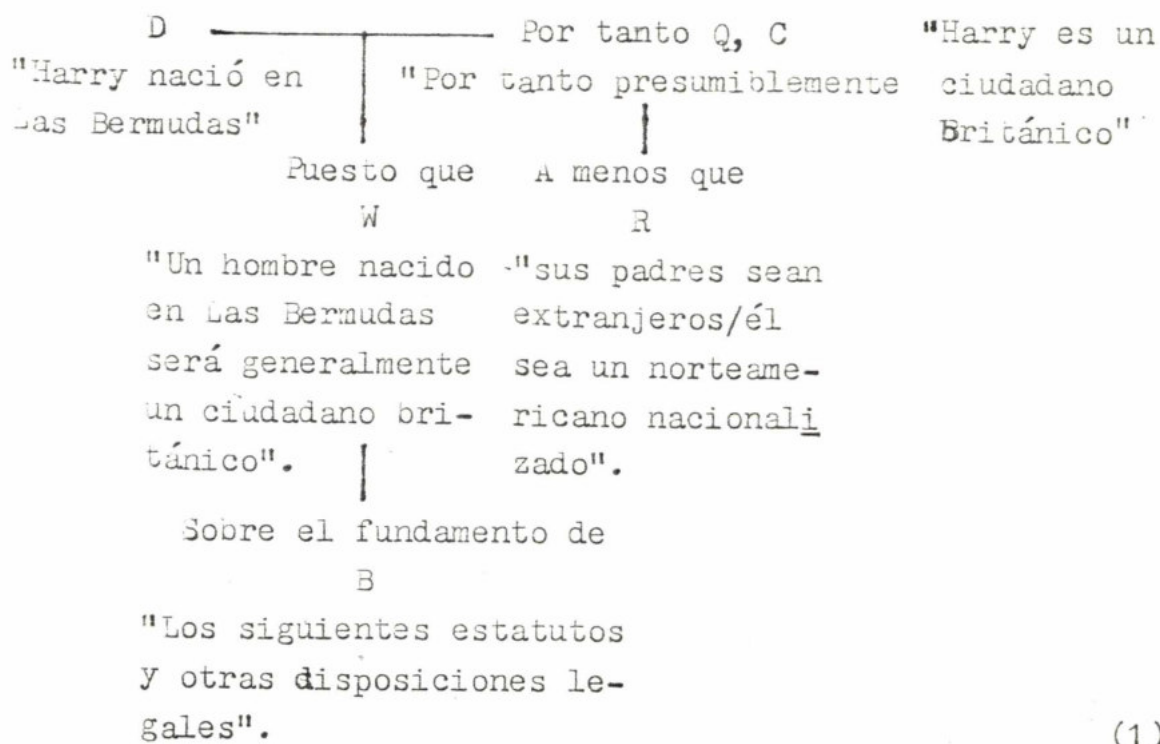 D Por tanto Q, C "Harry es un
"Harry nació en "Por tanto presumiblemente ciudadano
Las Bermudas" Británico"
Puesto que A menos que
W R
"Un hombre nacido "sus padres sean
en Las Bermudas extranjeros/él
será generalmente sea un norteame-
un ciudadano bri- ricano nacionali
tánico". zado".
Sobre el fundamento de
B
"Los siguientes estatutos
y otras disposiciones le-
gales".
(1)